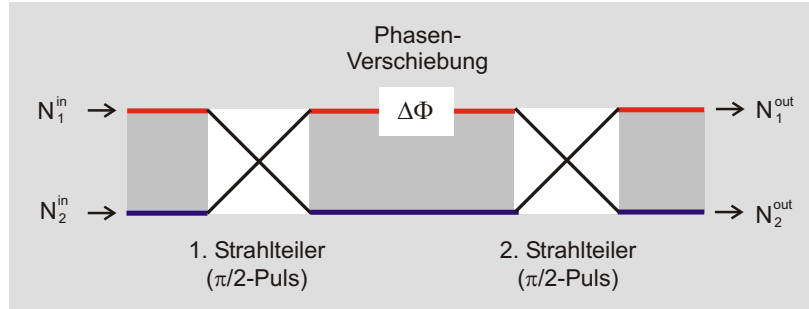 Phasen-
Verschiebung
N₁ⁱⁿ
ΔΦ
N₁ᵒᵘᵗ
N₂ⁱⁿ
N₂ᵒᵘᵗ
1. Strahlteiler
(π/2-Puls)
2. Strahlteiler
(π/2-Puls)